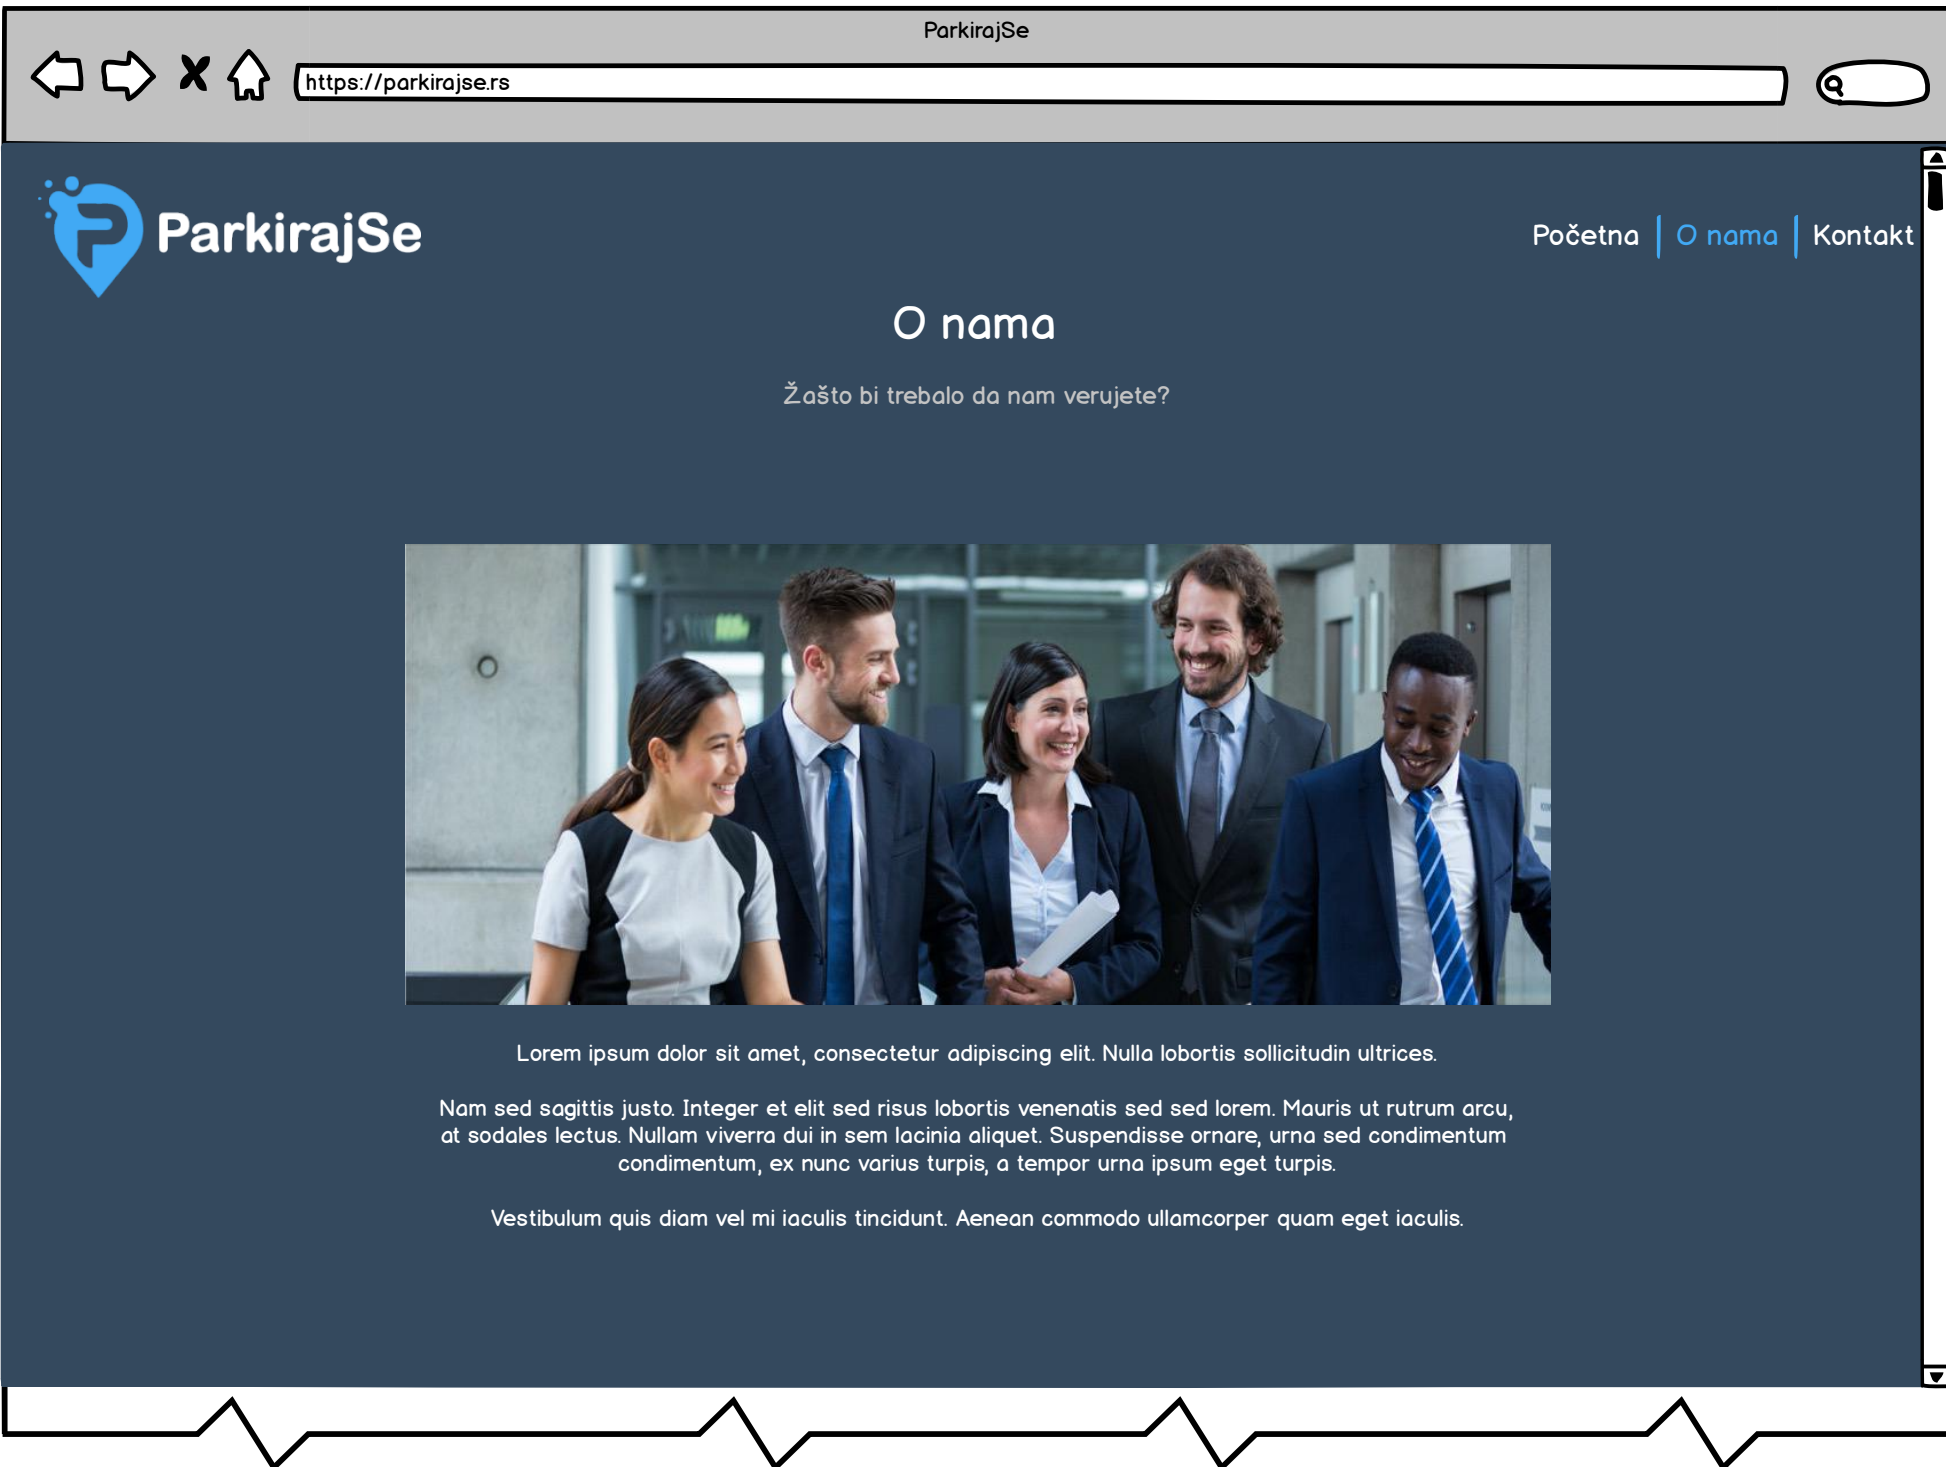 ParkirajSe
https://parkirajse.rs
ParkirajSe
Početna
O nama
Kontakt
O nama
Žašto bi trebalo da nam verujete?
Lorem ipsum dolor sit amet, consectetur adipiscing elit. Nulla lobortis sollicitudin ultrices.
Nam sed sagittis justo. Integer et elit sed risus lobortis venenatis sed sed lorem. Mauris ut rutrum arcu,
at sodales lectus. Nullam viverra dui in sem lacinia aliquet. Suspendisse ornare, urna sed condimentum
condimentum, ex nunc varius turpis, a tempor urna ipsum eget turpis.
Vestibulum quis diam vel mi iaculis tincidunt. Aenean commodo ullamcorper quam eget iaculis.